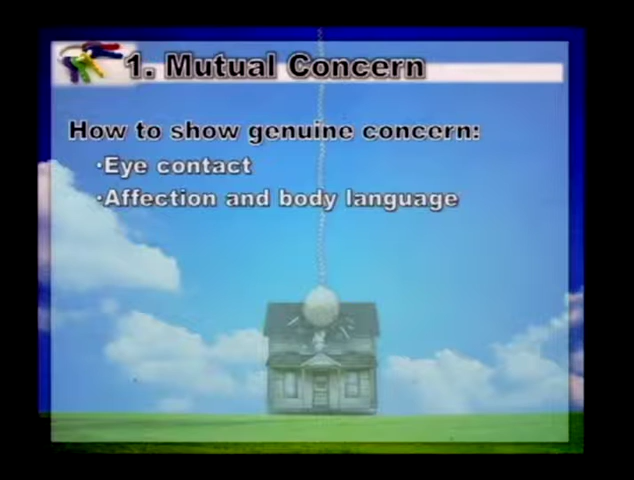 1. Mutual Concern
How to show genuine concern:
•Eye contact
•Affection and body language